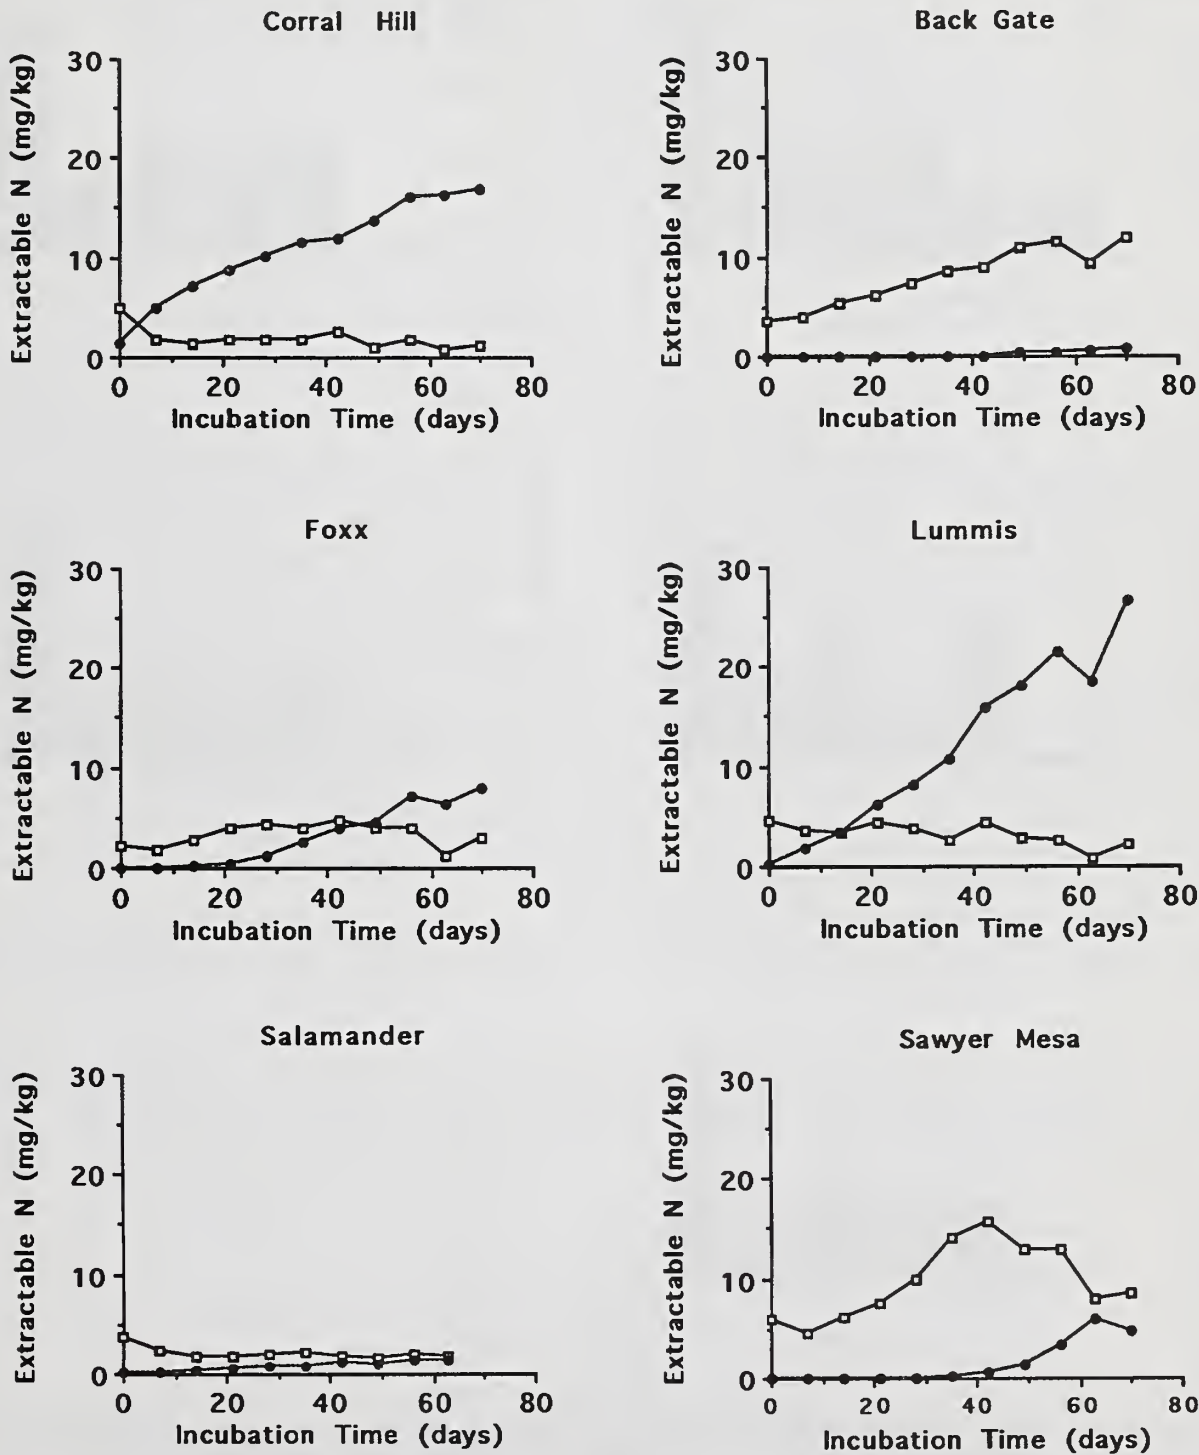 Corral Hill
Extractable N (mg/kg)
30
20
10
0
0 20 40 60 80
Incubation Time (days)
Back Gate
Extractable N (mg/kg)
30
20
10
0
0 20 40 60 80
Incubation Time (days)
Foxx
Extractable N (mg/kg)
30
20
10
0
0 20 40 60 80
Incubation Time (days)
Lummis
Extractable N (mg/kg)
30
20
10
0
0 20 40 60 80
Incubation Time (days)
Salamander
Extractable N (mg/kg)
30
20
10
0
0 20 40 60 80
Incubation Time (days)
Sawyer Mesa
Extractable N (mg/kg)
30
20
10
0
0 20 40 60 80
Incubation Time (days)